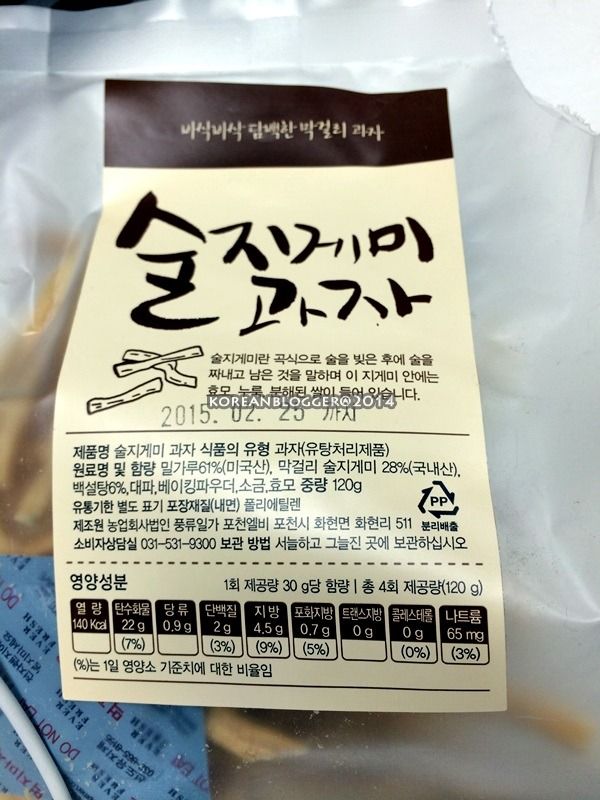 바삭바삭 담백한 막걸리 과자
술지게미
과자
술지게미란 곡식으로 술을 빚은 후에 술을
짜내고 남은 것을 말하며 이 지게미 안에는
효모, 누룩, 분해된 쌀이 들어 있습니다.
KOREANBLOGGER@2014
2015. 02. 25 까지
제품명 술지게미 과자 식품의 유형 과자(유탕처리제품)
원료명 및 함량 밀가루61%(미국산), 막걸리 술지게미 28%(국내산),
백설탕6%, 대파, 베이킹파우더, 소금, 효모 중량 120g
유통기한 별도 표기 포장재질(내면) 폴리에틸렌
제조원 농업회사법인 풍류일가 포천엘비 포천시 화현면 화현리 511
소비자상담실 031-531-9300 보관 방법 서늘하고 그늘진 곳에 보관하십시오
PP
분리배출
영양성분 1회 제공량 30 g당 함량 | 총 4회 제공량(120 g)
열 량 탄수화물 당 류 단백질 지 방 포화지방 트랜스지방 콜레스테롤 나트륨
140 Kcal 22 g 0.9 g 2 g 4.5 g 0.7 g 0 g 0 g 65 mg
(7%) (3%) (9%) (5%) (0%) (3%)
(%)는 1일 영양소 기준치에 대한 비율임
DO NOT EAT